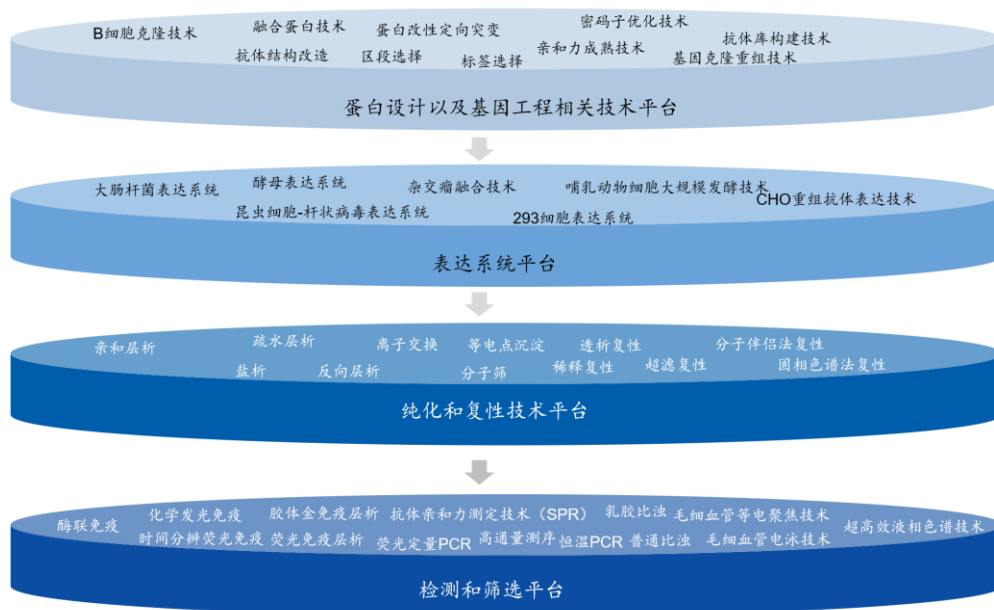 B细胞克隆技术 融合蛋白技术 蛋白改性定向突变 密码子优化技术 抗体库构建技术
抗体结构改造 区段选择 标签选择 亲和力成熟技术 基因克隆重组技术
蛋白设计以及基因工程相关技术平台
大肠杆菌表达系统 酵母表达系统 杂交瘤融合技术 哺乳动物细胞大规模发酵技术 CHO重组抗体表达技术
昆虫细胞-杆状病毒表达系统 293细胞表达系统
表达系统平台
亲和层析 疏水层析 离子交换 等电点沉淀 透析复性 分子伴侣法复性
盐析 反向层析 分子筛 稀释复性 超滤复性 固相色谱法复性
纯化和复性技术平台
酶联免疫 化学发光免疫 胶体金免疫层析 抗体亲和力测定技术（SPR） 乳胶比浊 毛细血管等电聚焦技术 超高效液相色谱技术
时间分辨荧光免疫 荧光免疫层析 荧光定量PCR 高通量测序 恒温PCR 普通比浊 毛细血管电泳技术
检测和筛选平台